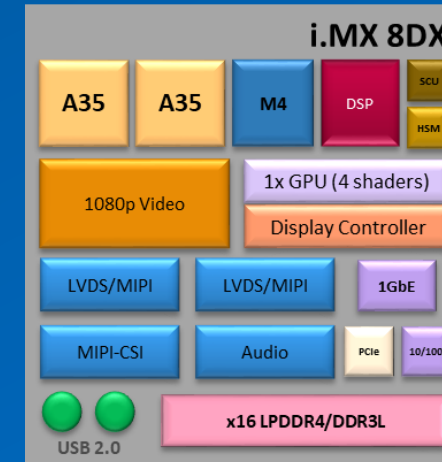 i.MX 8DX
A35
A35
M4
DSP
SCU
HSM
1080p Video
1x GPU (4 shaders)
Display Controller
LVDS/MIPI
LVDS/MIPI
1GbE
MIPI-CSI
Audio
PCIe
10/100
USB 2.0
x16 LPDDR4/DDR3L